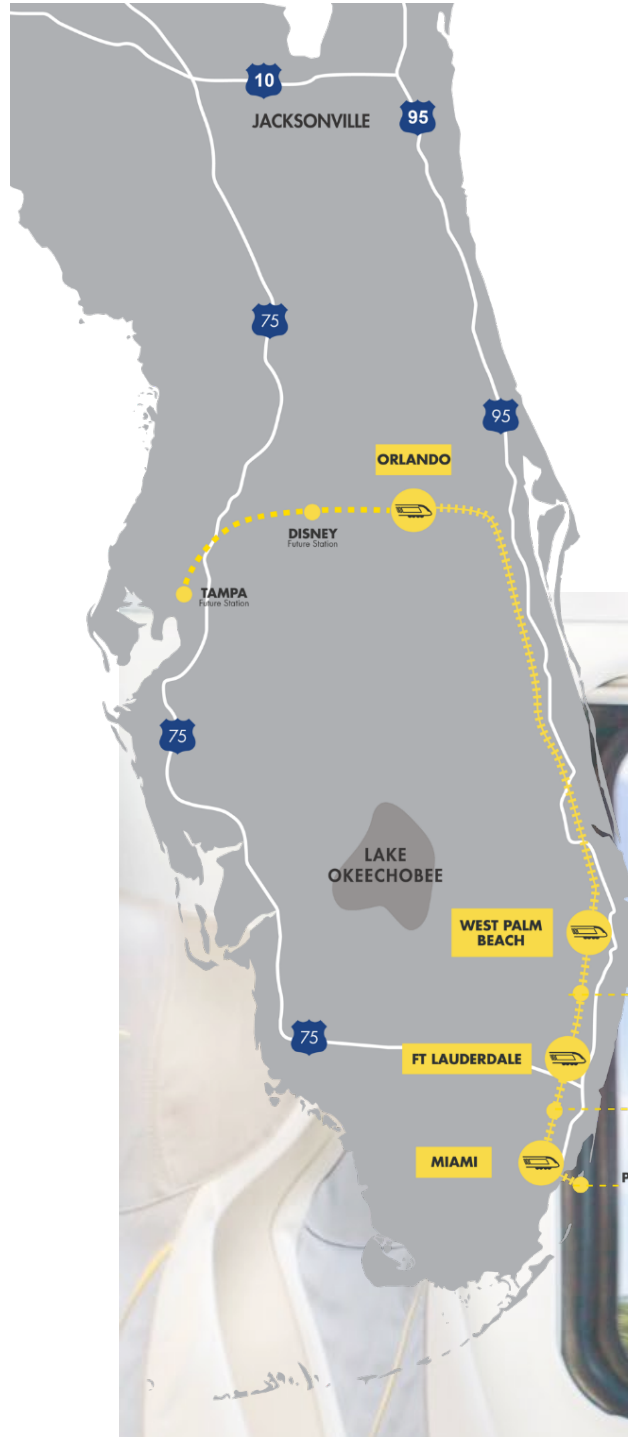 10
JACKSONVILLE
95
75
95
ORLANDO
DISNEY
Future Station
TAMPA
Future Station
75
LAKE
OKEECHOBEE
WEST PALM
BEACH
75
FT LAUDERDALE
MIAMI
P